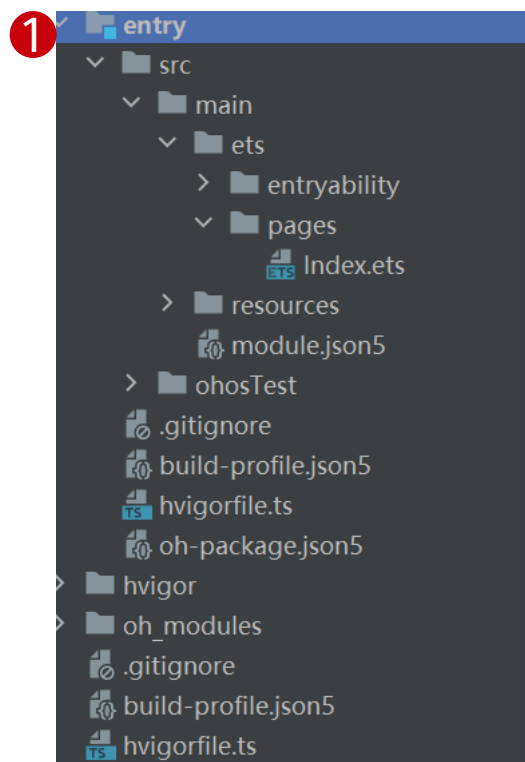 1
entry
src
main
ets
entryability
pages
ETS Index.ets
resources
{} module.json5
ohosTest
.gitignore
{} build-profile.json5
TS hvigorfile.ts
{} oh-package.json5
hvigor
oh_modules
.gitignore
{} build-profile.json5
TS hvigorfile.ts